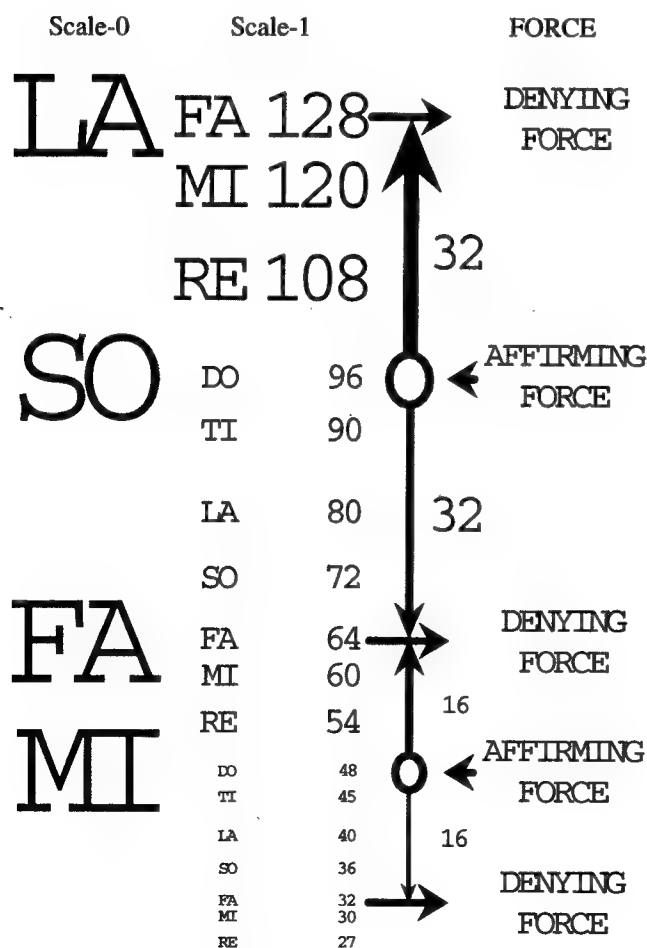 Scale-0 Scale-1 FORCE
LA FA 128 DENYING
FORCE
MI 120
32
RE 108
SO DO 96 AFFIRMING
FORCE
TI 90
LA 80 32
SO 72
FA FA 64 DENYING
FORCE
MI 60
RE 54 16
MI DO 48 AFFIRMING
FORCE
TI 45
LA 40 16
SO 36
FA 32 DENYING
FORCE
MI 30
RE 27